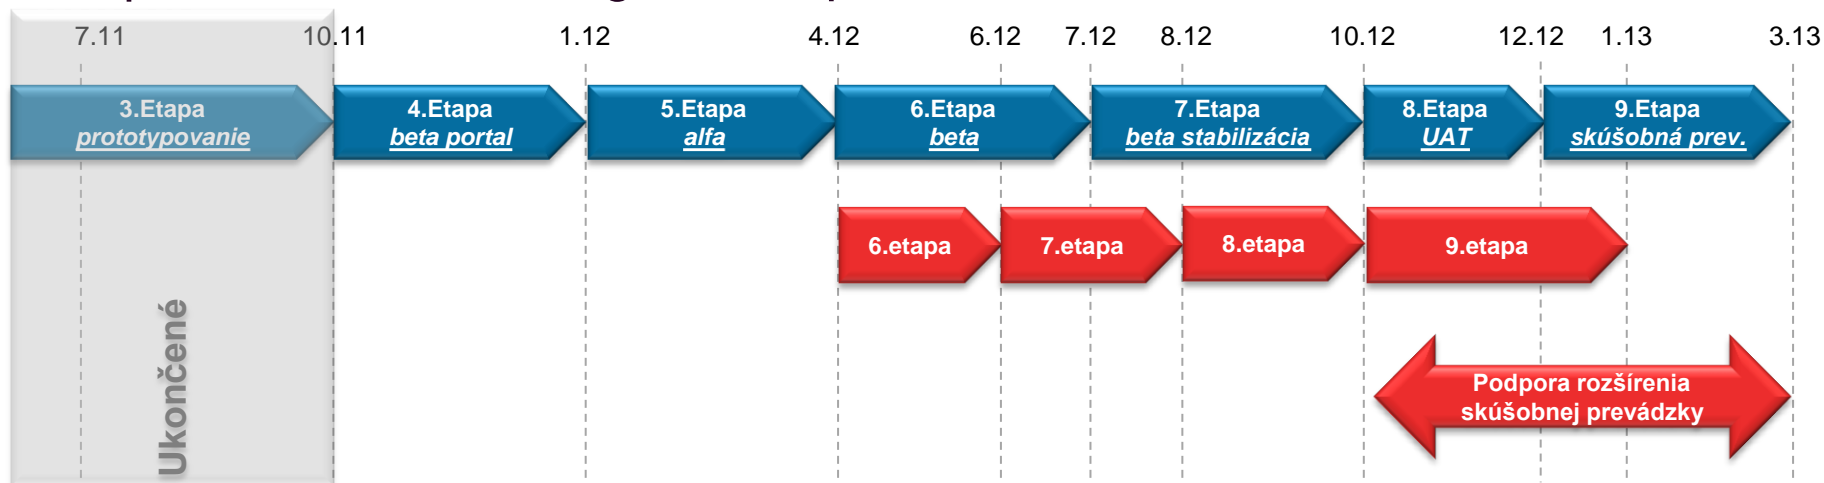 7.11 10.11 1.12 4.12 6.12 7.12 8.12 10.12 12.12 1.13 3.13
3.Etapa
prototypovanie
4.Etapa
beta portal
5.Etapa
alfa
6.Etapa
beta
7.Etapa
beta stabilizácia
8.Etapa
UAT
9.Etapa
skúšobná prev.
6.etapa
7.etapa
8.etapa
9.etapa
Ukončené
Podpora rozšírenia
skúšobnej prevádzky